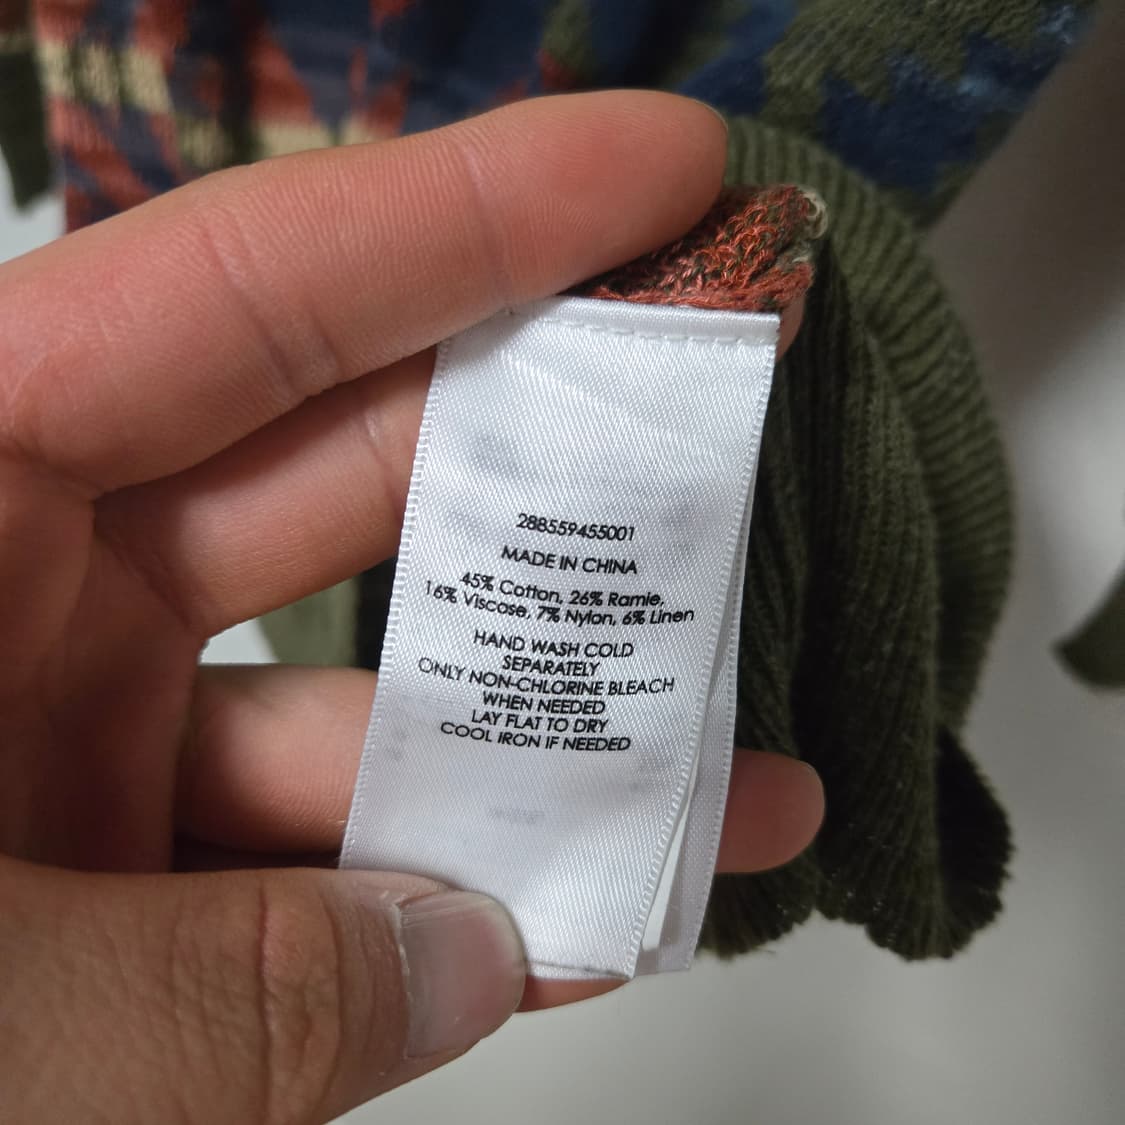 288559455001
MADE IN CHINA
45% Cotton, 26% Ramie,
16% Viscose, 7% Nylon, 6% Linen
HAND WASH COLD
SEPARATELY
ONLY NON-CHLORINE BLEACH
WHEN NEEDED
LAY FLAT TO DRY
COOL IRON IF NEEDED